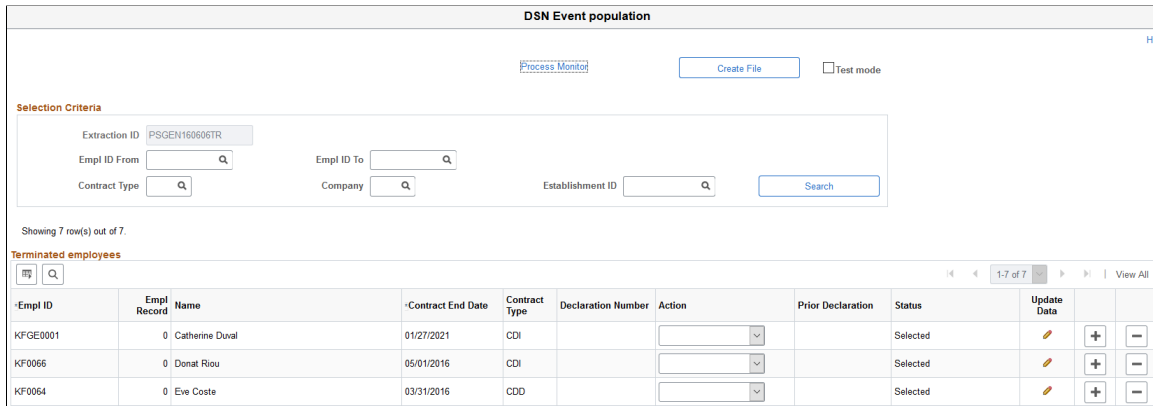 DSN Event population
H
Process Monitor Create File Test mode
Selection Criteria
Extraction ID PSGEN160606TR
Empl ID From Empl ID To
Contract Type Company Establishment ID Search
Showing 7 row(s) out of 7.
Terminated employees
1-7 of 7 | View All
*Empl ID Empl Record Name *Contract End Date Contract Type Declaration Number Action Prior Declaration Status Update Data
KFGE0001 0 Catherine Duval 01/27/2021 CDI Selected
KF0066 0 Donat Riou 05/01/2016 CDI Selected
KF0064 0 Eve Coste 03/31/2016 CDD Selected